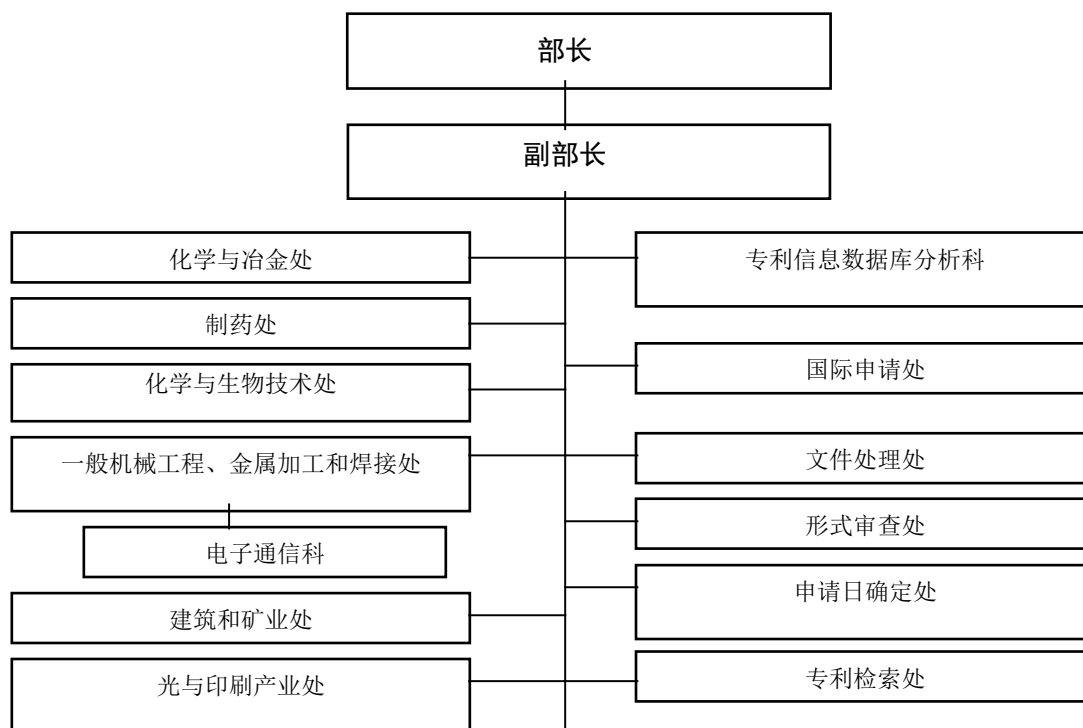 部长
副部长
化学与冶金处
专利信息数据库分析科
制药处
国际申请处
化学与生物技术处
一般机械工程、金属加工和焊接处
文件处理处
形式审查处
电子通信科
申请日确定处
建筑和矿业处
光与印刷产业处
专利检索处